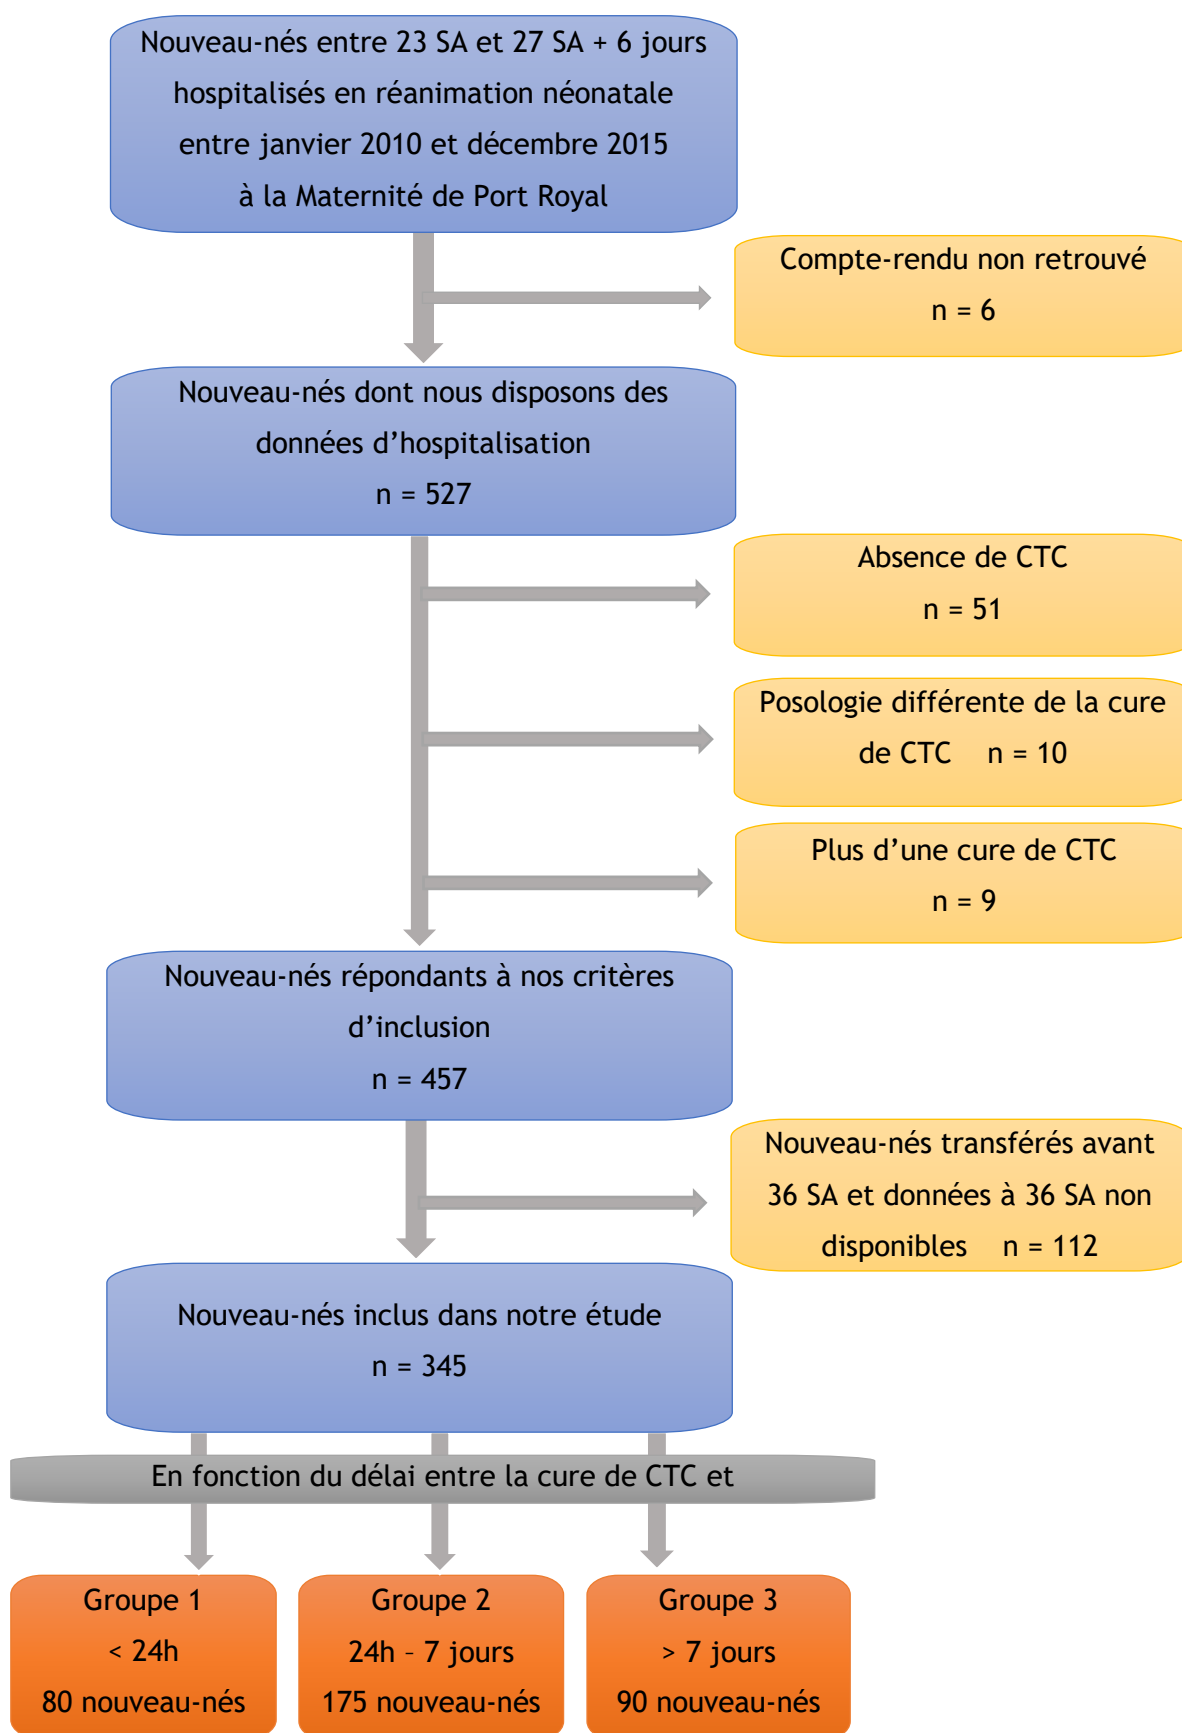 Nouveau-nés entre 23 SA et 27 SA + 6 jours
hospitalisés en réanimation néonatale
entre janvier 2010 et décembre 2015
à la Maternité de Port Royal
Compte-rendu non retrouvé
n = 6
Nouveau-nés dont nous disposons des
données d’hospitalisation
n = 527
Absence de CTC
n = 51
Posologie différente de la cure
de CTC n = 10
Plus d’une cure de CTC
n = 9
Nouveau-nés répondants à nos critères
d’inclusion
n = 457
Nouveau-nés transférés avant
36 SA et données à 36 SA non
disponibles n = 112
Nouveau-nés inclus dans notre étude
n = 345
En fonction du délai entre la cure de CTC et
Groupe 1
< 24h
80 nouveau-nés
Groupe 2
24h – 7 jours
175 nouveau-nés
Groupe 3
> 7 jours
90 nouveau-nés